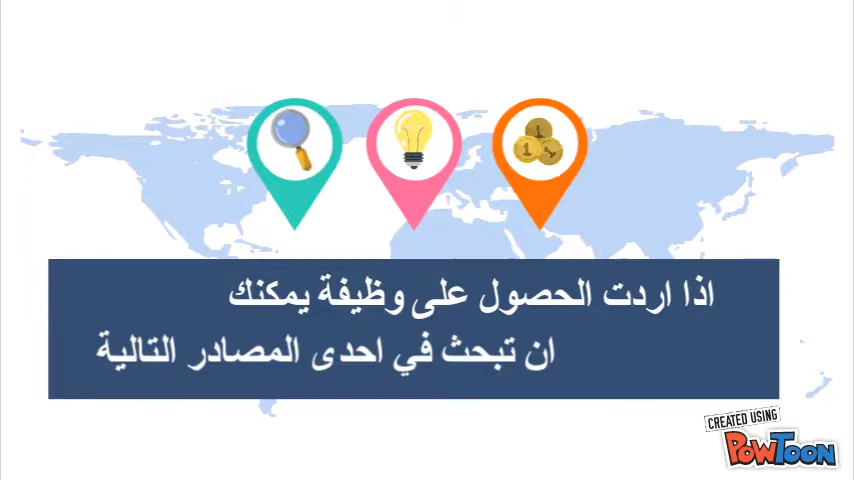 اذا اردت الحصول على وظيفة يمكنك
ان تبحث في احدى المصادر التالية
CREATED USING
POWTOON